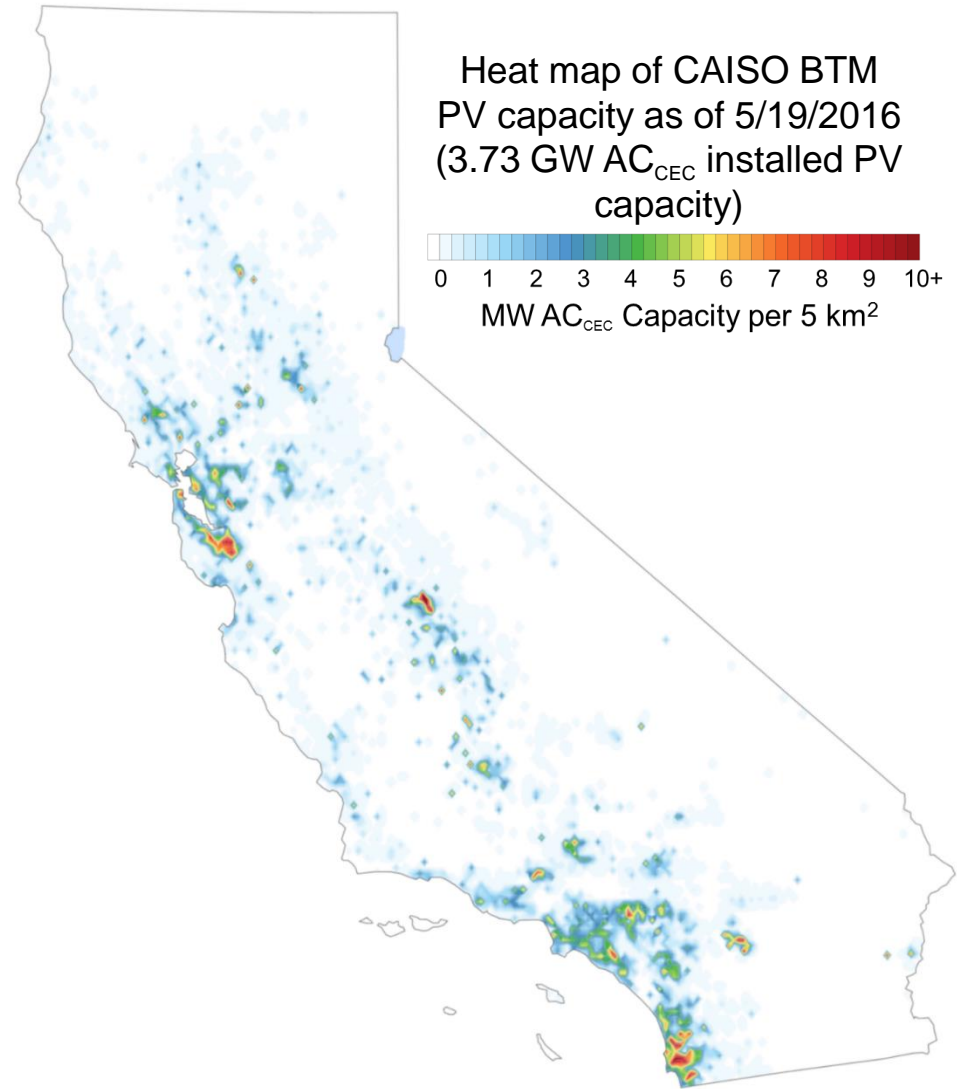 Heat map of CAISO BTM
PV capacity as of 5/19/2016
(3.73 GW AC_CEC installed PV
capacity)
0 1 2 3 4 5 6 7 8 9 10+
MW AC_CEC Capacity per 5 km²